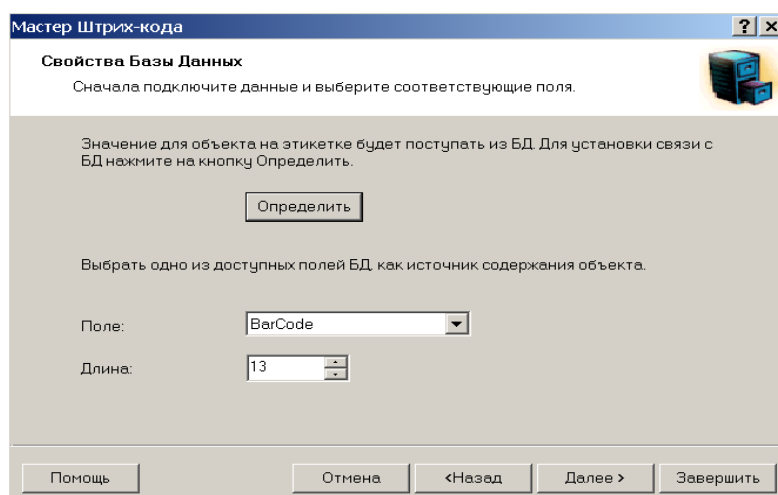 Мастер Штрих-кода
Свойства Базы Данных
Сначала подключите данные и выберите соответствующие поля.
Значение для объекта на этикетке будет поступать из БД. Для установки связи с
БД нажмите на кнопку Определить.
Определить
Выбрать одно из доступных полей БД, как источник содержания объекта.
Поле:
BarCode
Длина:
13
Помощь
Отмена
<Назад
Далее >
Завершить